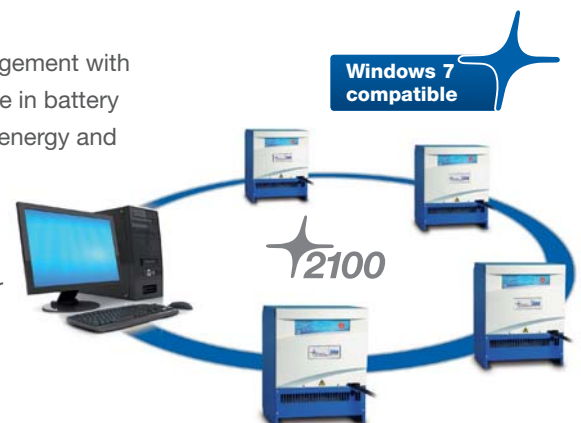 gement with
e in battery
energy and
Windows 7
compatible
2100